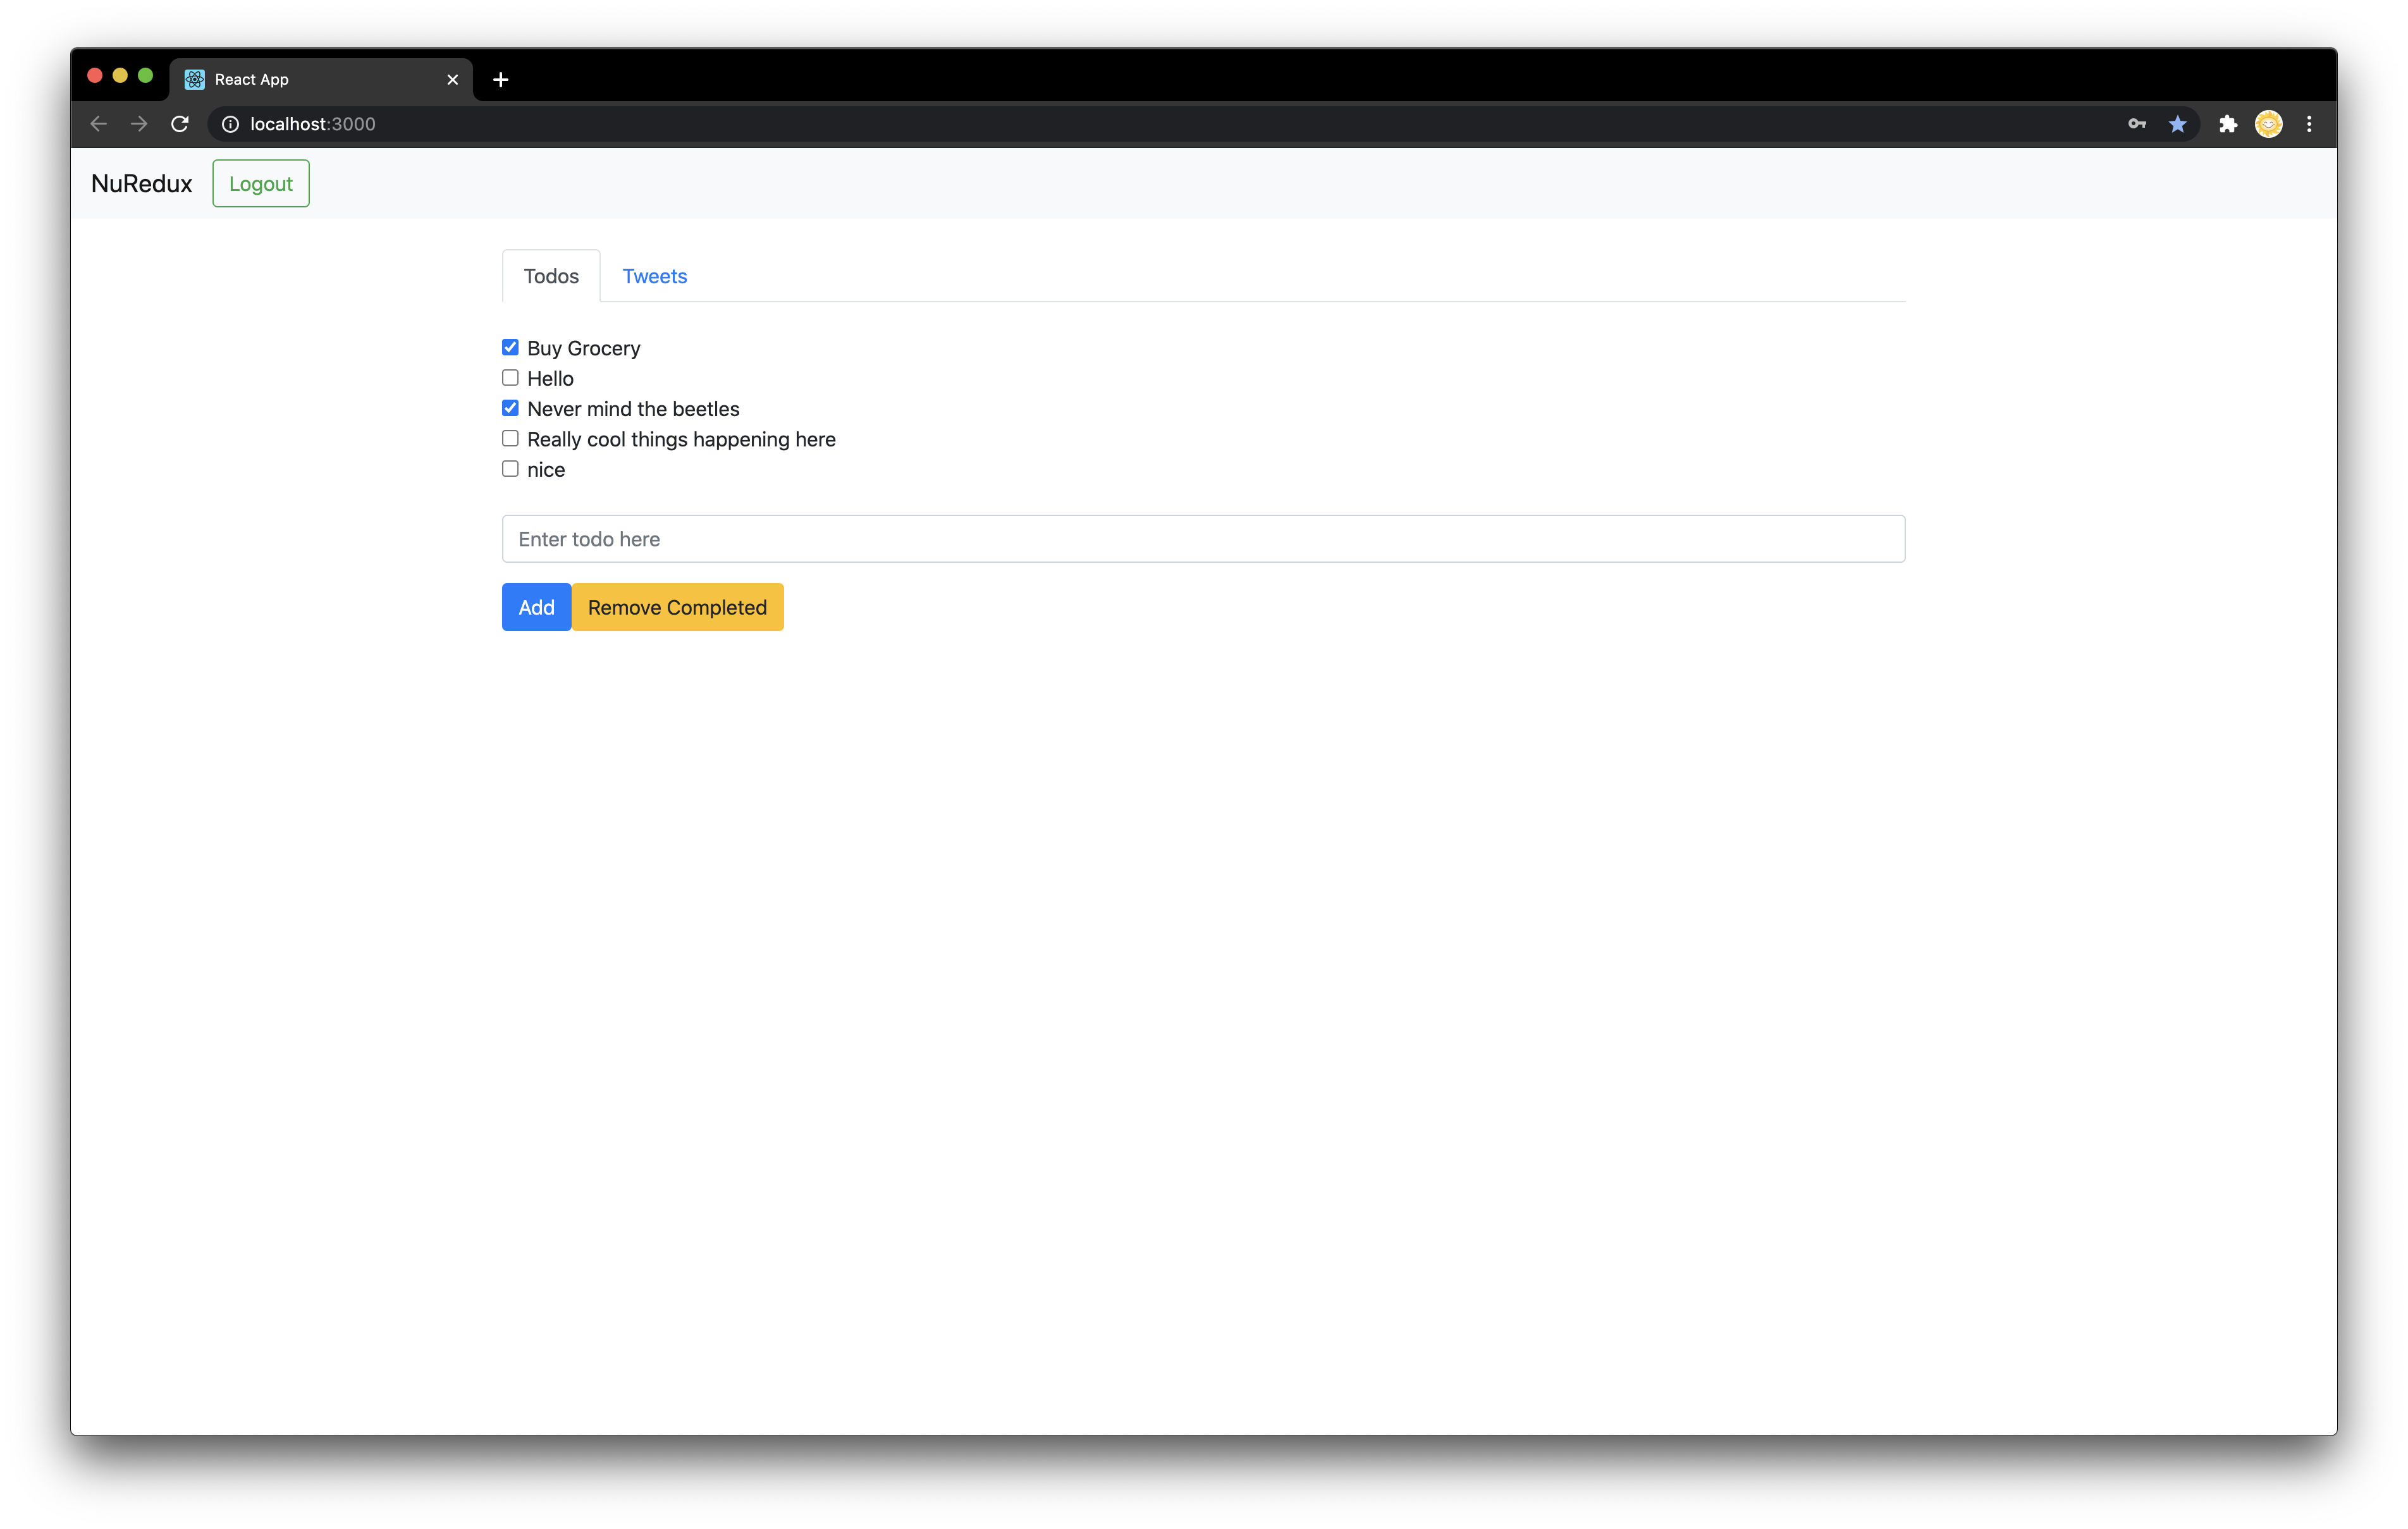 React App
localhost:3000
NuRedux Logout
Todos Tweets
Buy Grocery
Hello
Never mind the beetles
Really cool things happening here
nice
Enter todo here
Add Remove Completed